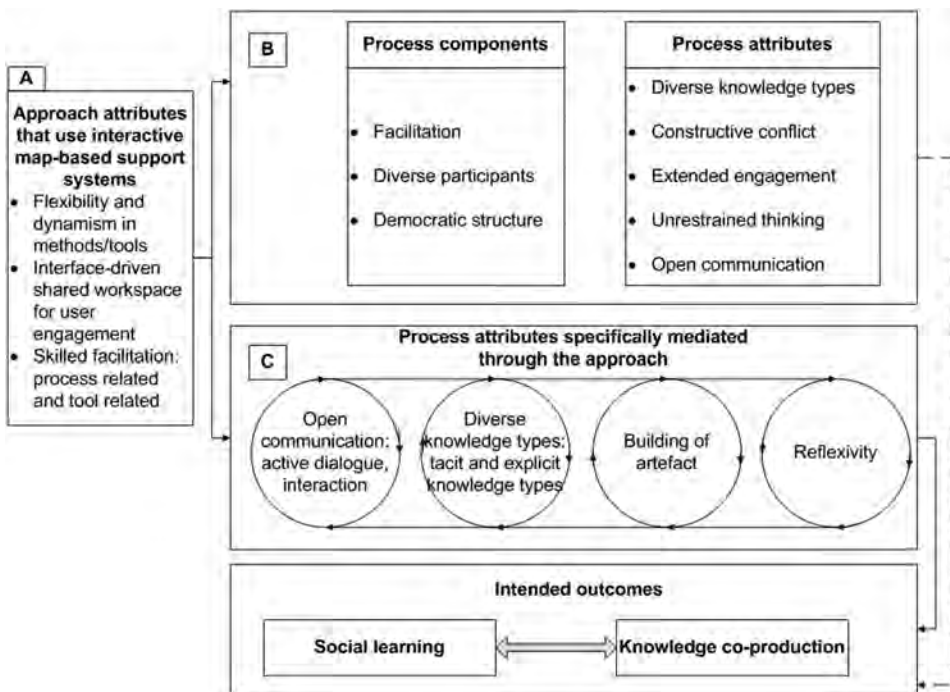 A
Approach attributes
that use interactive
map-based support
systems
• Flexibility and
dynamism in
methods/tools
• Interface-driven
shared workspace
for user
engagement
• Skilled facilitation:
process related
and tool related
B
Process components
• Facilitation
• Diverse participants
• Democratic structure
Process attributes
• Diverse knowledge types
• Constructive conflict
• Extended engagement
• Unrestrained thinking
• Open communication
C
Process attributes specifically mediated
through the approach
Open
communication:
active dialogue,
interaction
Diverse
knowledge types:
tacit and explicit
knowledge types
Building of
artefact
Reflexivity
Intended outcomes
Social learning
Knowledge co-production